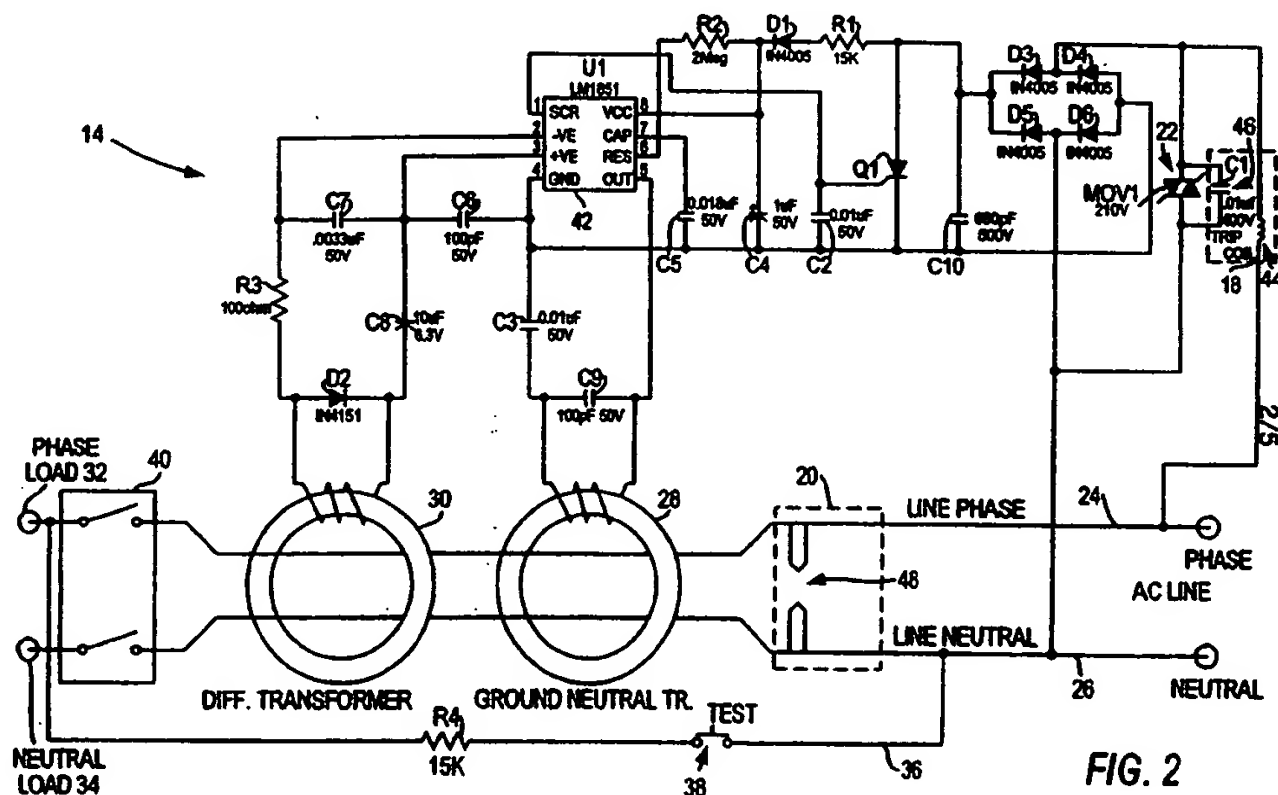 R2
2Meg
D1
IN4005
R1
15K
U1
LM1851
1 SCR VCC 8
2 -VE CAP 7
3 +VE RES 6
4 GND OUT 5
42
14
D3
IN4005
D4
IN4005
D5
IN4005
D6
IN4005
22
46
C1
.01uF
400V
MOV1
210V
TRIP
COIL
18
44
Q1
C7
.0033uF
50V
C6
100pF
50V
0.018uF
50V
C5
1uF
50V
C4
0.01uF
50V
C2
680pF
500V
C10
R3
100ohm
C8
10uF
6.3V
C3
0.01uF
50V
D2
IN4151
C9
100pF 50V
2/5
PHASE
LOAD 32
40
30
28
20
LINE PHASE
24
PHASE
48
AC LINE
LINE NEUTRAL
26
NEUTRAL
DIFF. TRANSFORMER
GROUND NEUTRAL TR.
R4
15K
TEST
38
36
NEUTRAL
LOAD 34
FIG. 2